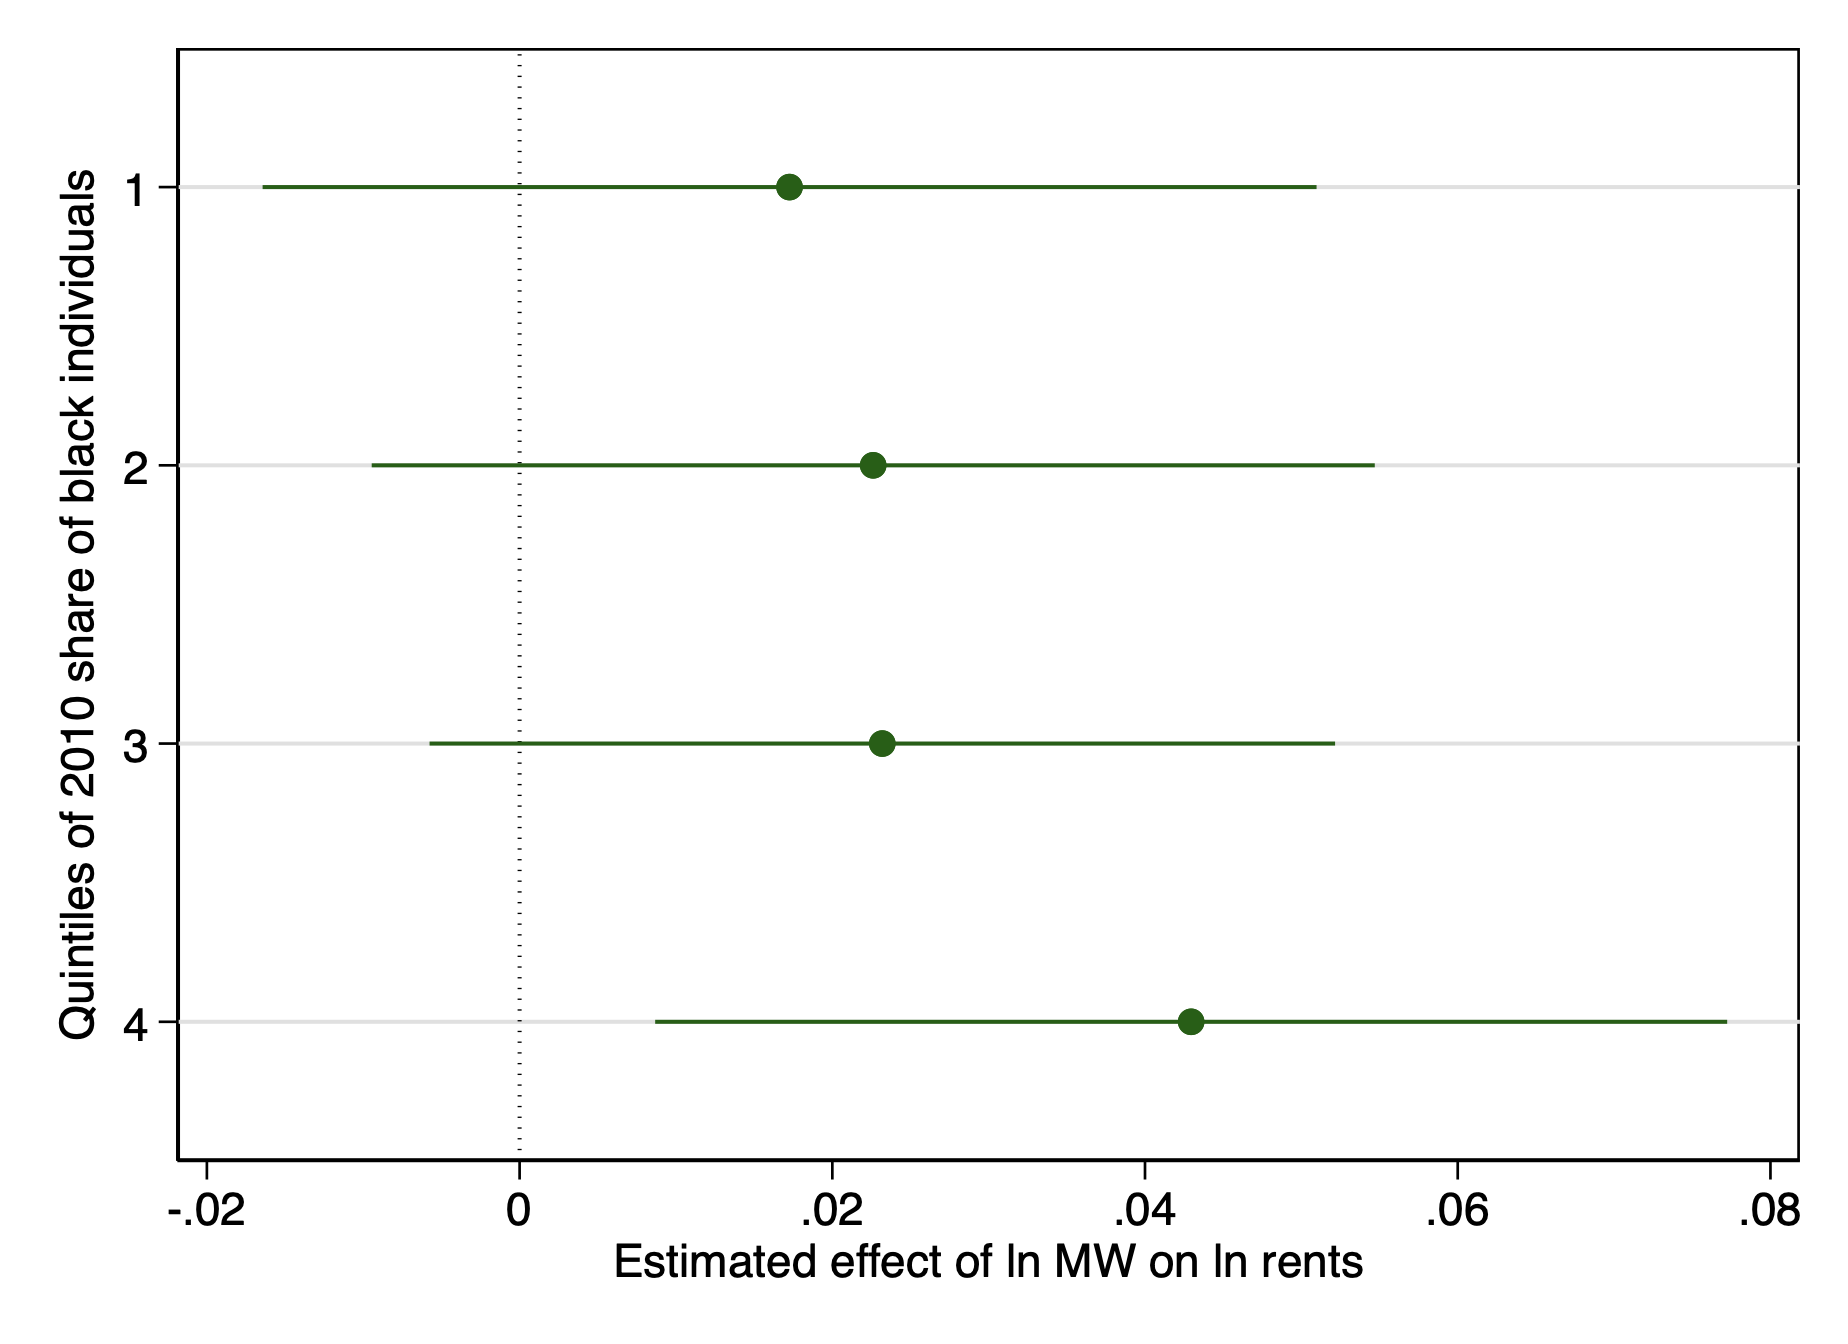 Quintiles of 2010 share of black individuals
1
2
3
4
-.02 0 .02 .04 .06 .08
Estimated effect of ln MW on ln rents